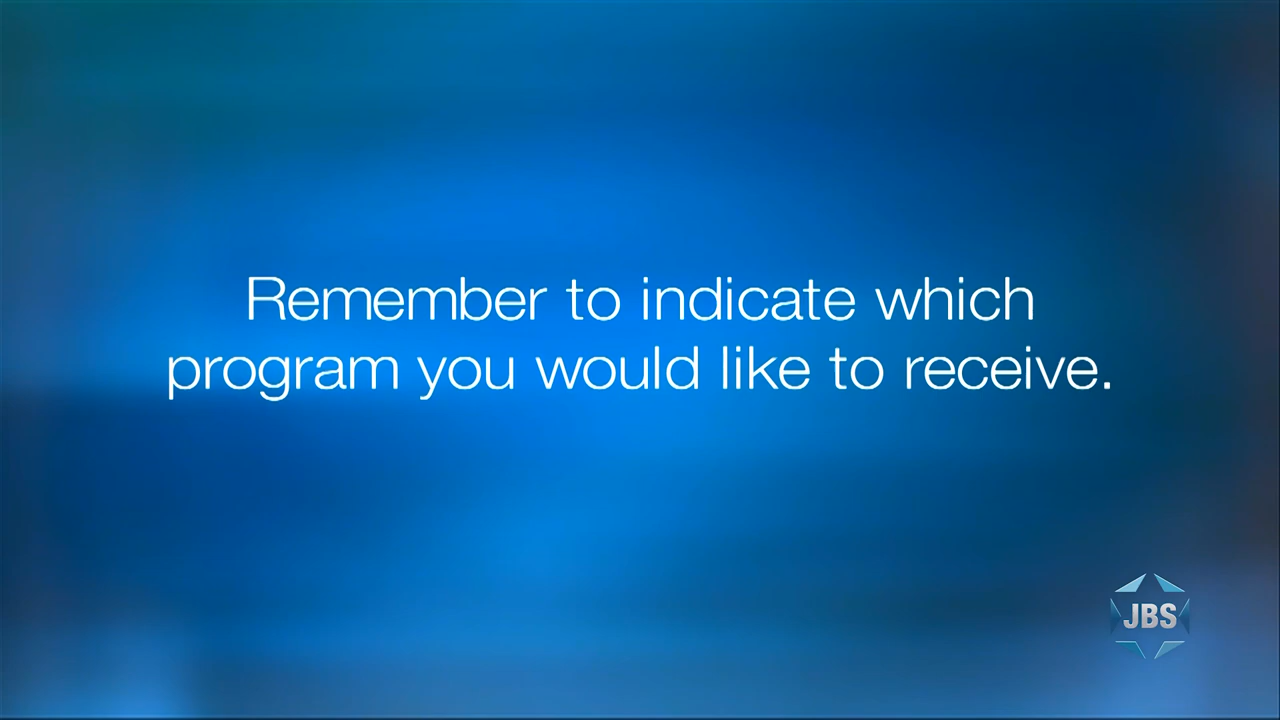 Remember to indicate which
program you would like to receive.
JBS